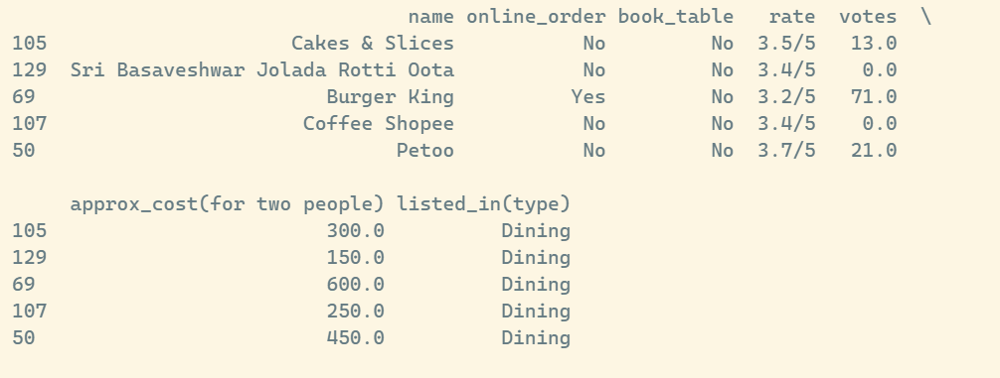 name online_order book_table rate votes \
105 Cakes & Slices No No 3.5/5 13.0
129 Sri Basaveshwar Jolada Rotti Oota No No 3.4/5 0.0
69 Burger King Yes No 3.2/5 71.0
107 Coffee Shopee No No 3.4/5 0.0
50 Petoo No No 3.7/5 21.0
approx_cost(for two people) listed_in(type)
105 300.0 Dining
129 150.0 Dining
69 600.0 Dining
107 250.0 Dining
50 450.0 Dining